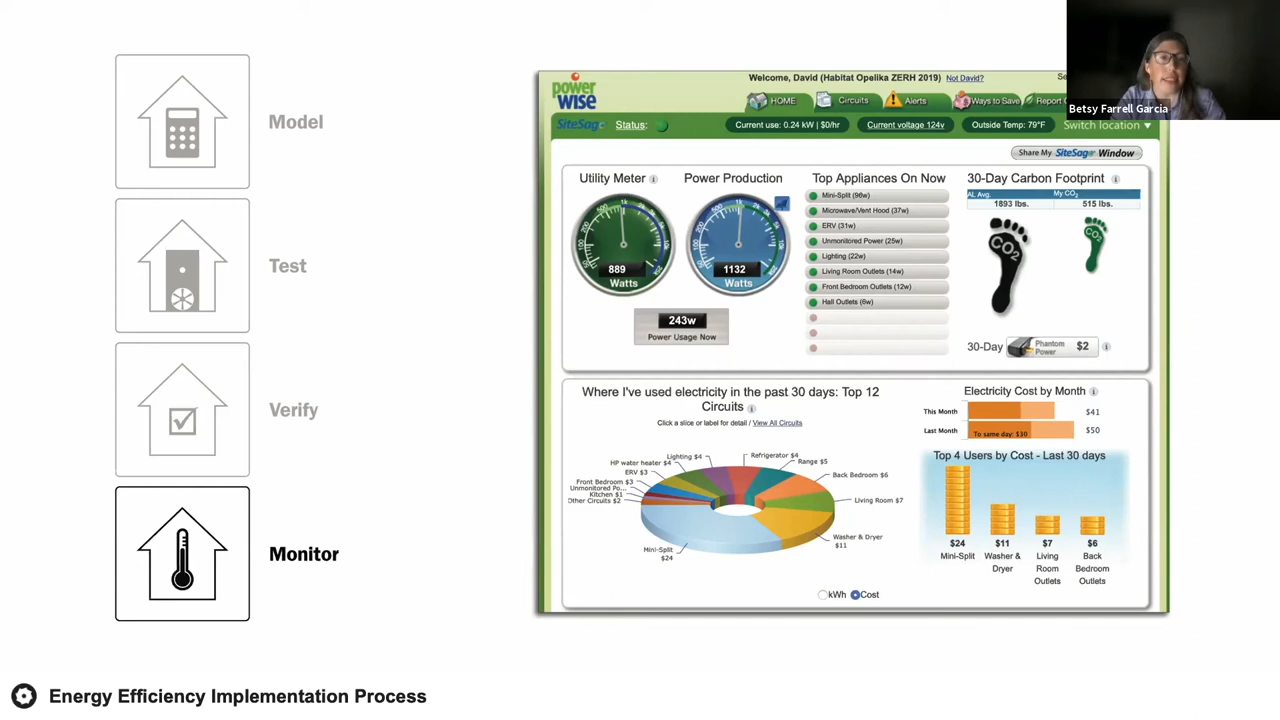 Model
Test
Verify
Monitor
Energy Efficiency Implementation Process
Betsy Farrell Garcia
power
wise
Welcome, David (Habitat Opelika ZERH 2019) Not David?
HOME
Circuits
Alerts
Ways to Save
Report
SiteSage
Status:
Current use: 0.24 kW | $0/hr
Current voltage 124v
Outside Temp: 79°F
Switch location
Share My SiteSage Window
Utility Meter
889
Watts
Power Production
1132
Watts
243w
Power Usage Now
Top Appliances On Now
Mini-Split (96w)
Microwave/Vent Hood (37w)
ERV (31w)
Unmonitored Power (25w)
Lighting (22w)
Living Room Outlets (14w)
Front Bedroom Outlets (12w)
Hall Outlets (6w)
30-Day Carbon Footprint
AL Avg. My CO2
1893 lbs. 515 lbs.
CO2
CO2
30-Day
Phantom
Power
$2
Where I've used electricity in the past 30 days: Top 12
Circuits
Click a slice or label for detail / View All Circuits
Lighting $4
HP water heater $4
ERV $3
Front Bedroom $3
Unmonitored Po...
Kitchen $1
Other Circuits $2
Mini-Split
$24
Refrigerator $4
Range $5
Back Bedroom $6
Living Room $7
Washer & Dryer
$11
kWh
Cost
Electricity Cost by Month
This Month $41
Last Month To same day: $30 $50
Top 4 Users by Cost - Last 30 days
$24 $11 $7 $6
Mini-Split
Washer &
Dryer
Living
Room
Outlets
Back
Bedroom
Outlets